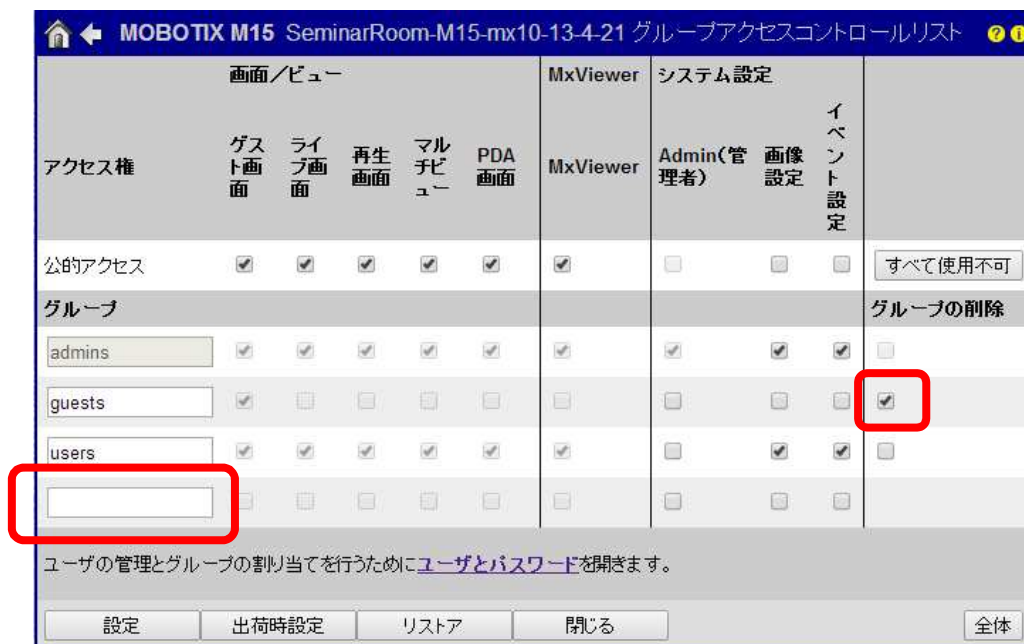 MOBOTIX M15 SeminarRoom-M15-mx10-13-4-21 グループアクセスコントロールリスト
画面/ビュー MxViewer システム設定
アクセス権 ゲスト画面 ライブ画面 再生画面 マルチビュー PDA画面 MxViewer Admin(管理者) 画像設定 イベント設定
公的アクセス すべて使用不可
グループ グループの削除
admins
guests
users
ユーザの管理とグループの割り当てを行うためにユーザとパスワードを開きます。
設定 出荷時設定 リストア 閉じる 全体